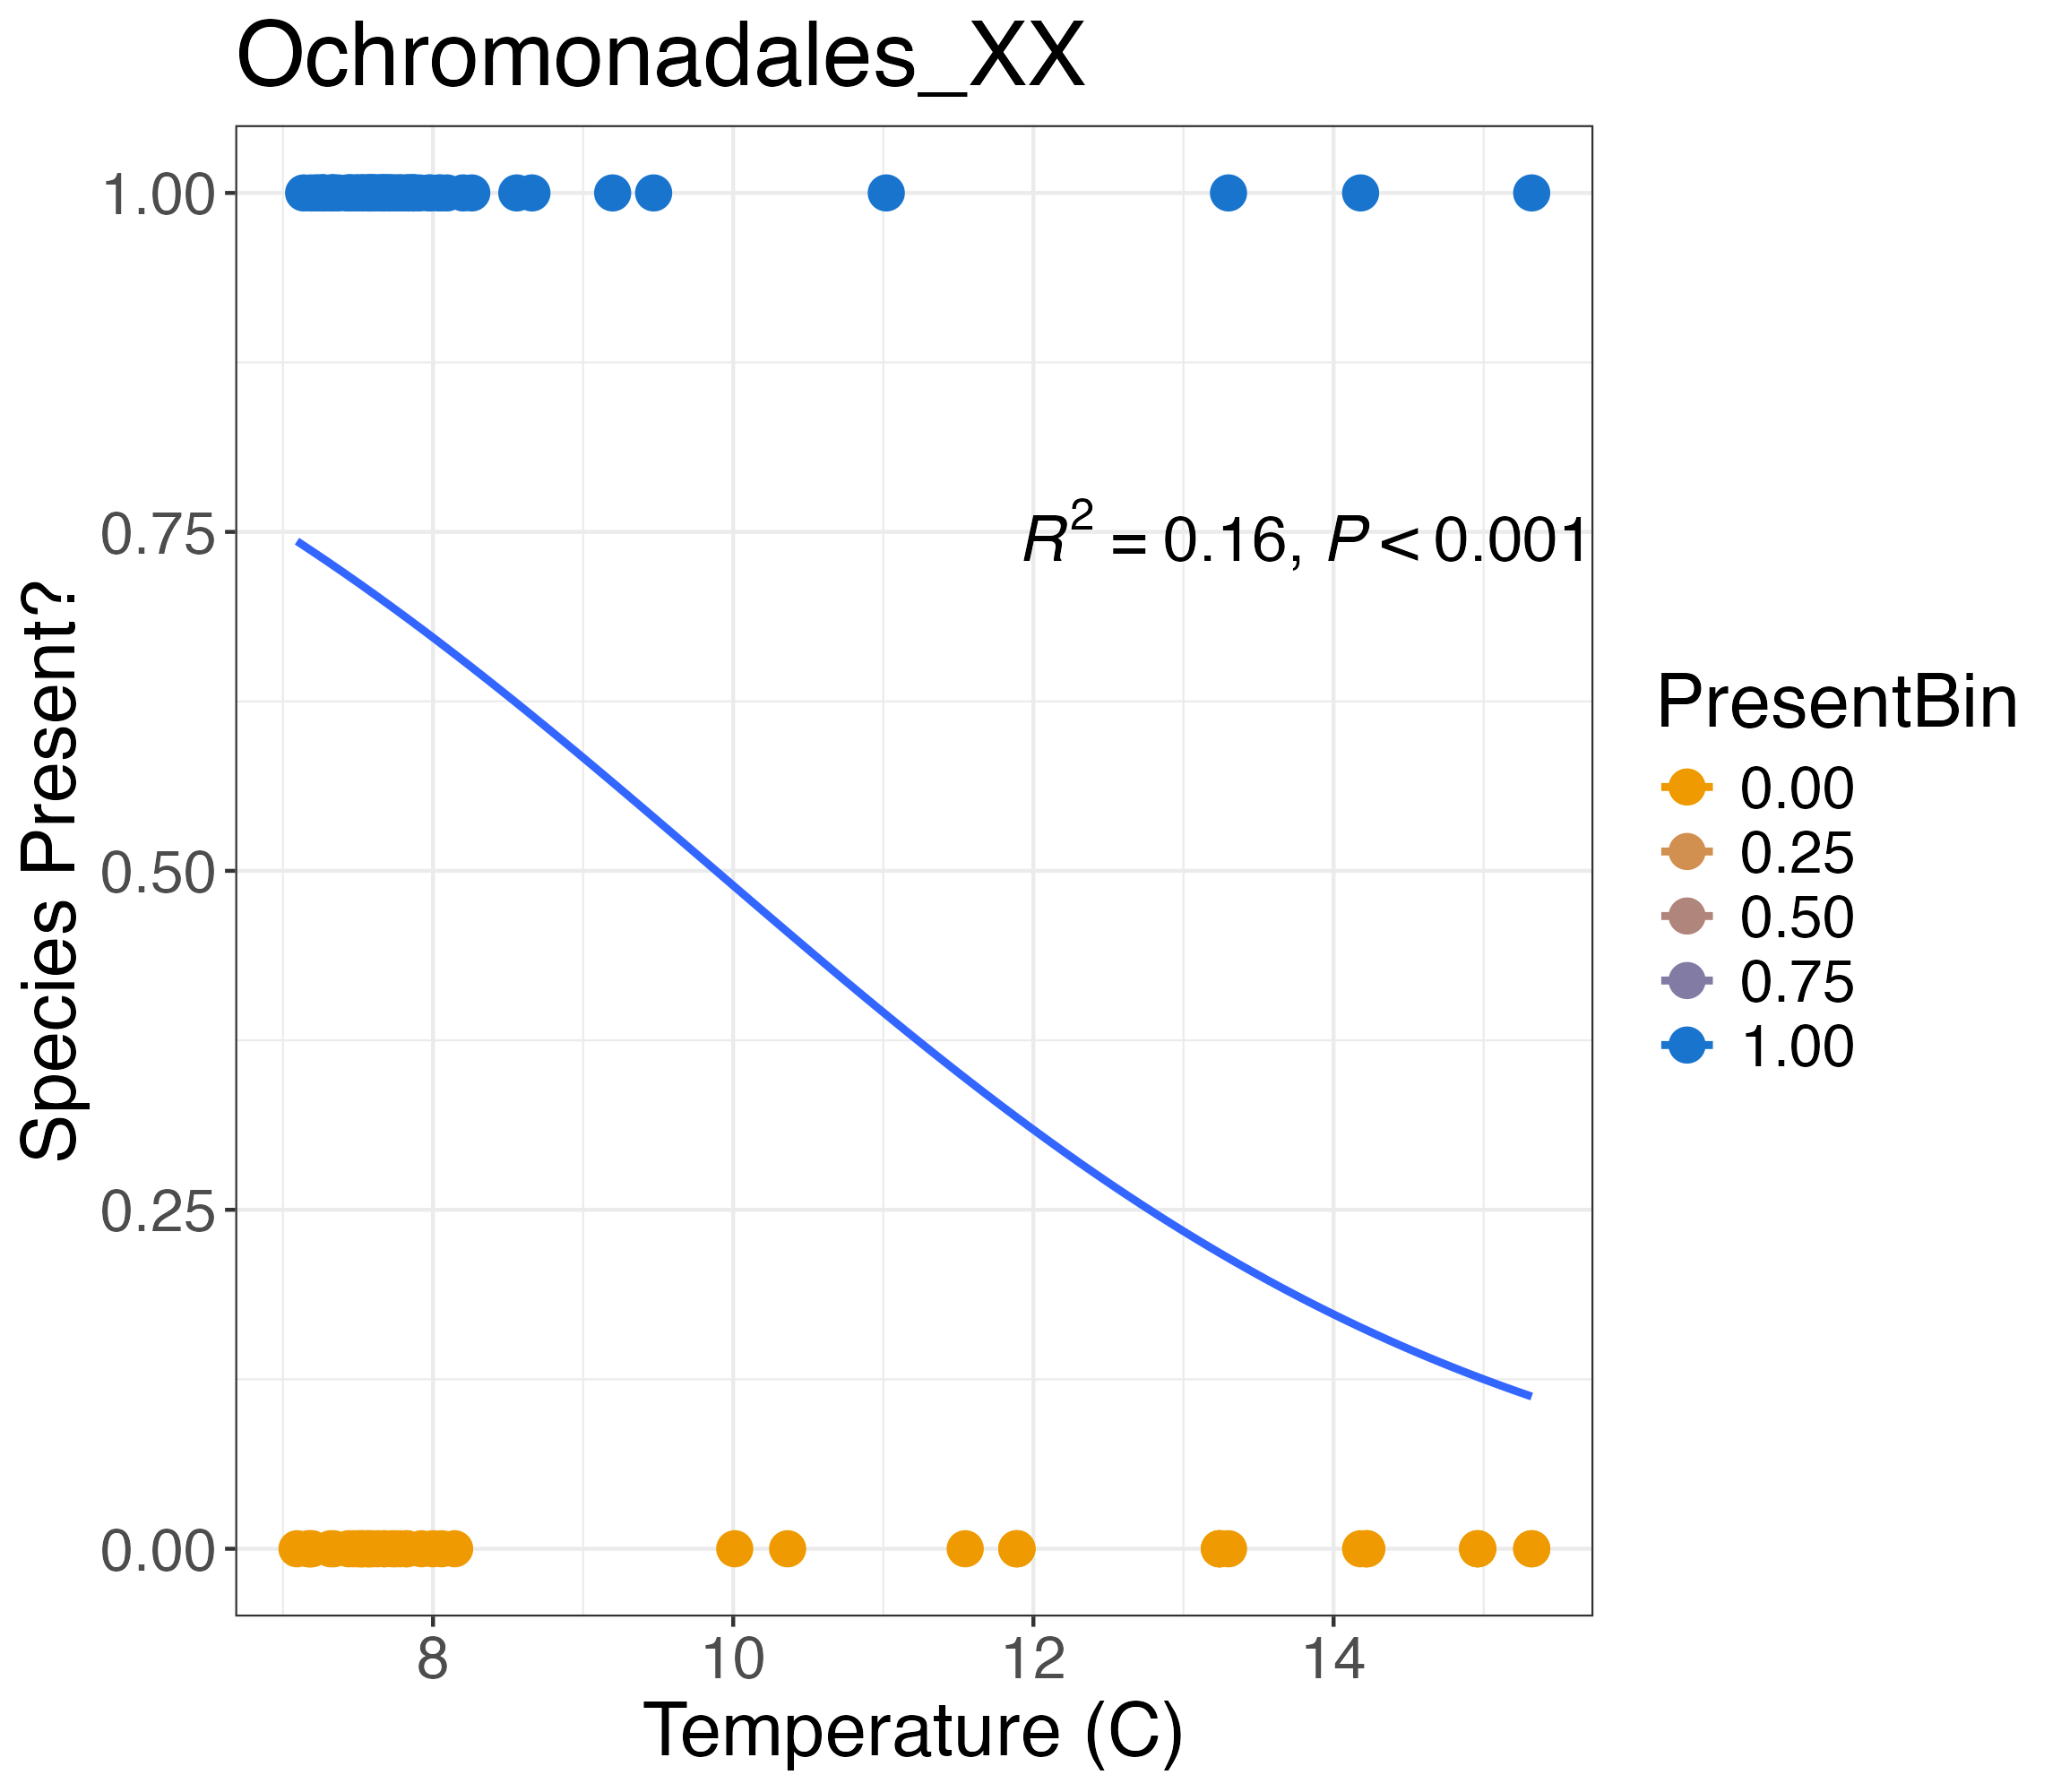 Ochromonadales_XX
Species Present?
1.00
0.75
0.50
0.25
0.00
R² = 0.16, P < 0.001
8 10 12 14
Temperature (C)
PresentBin
0.00
0.25
0.50
0.75
1.00